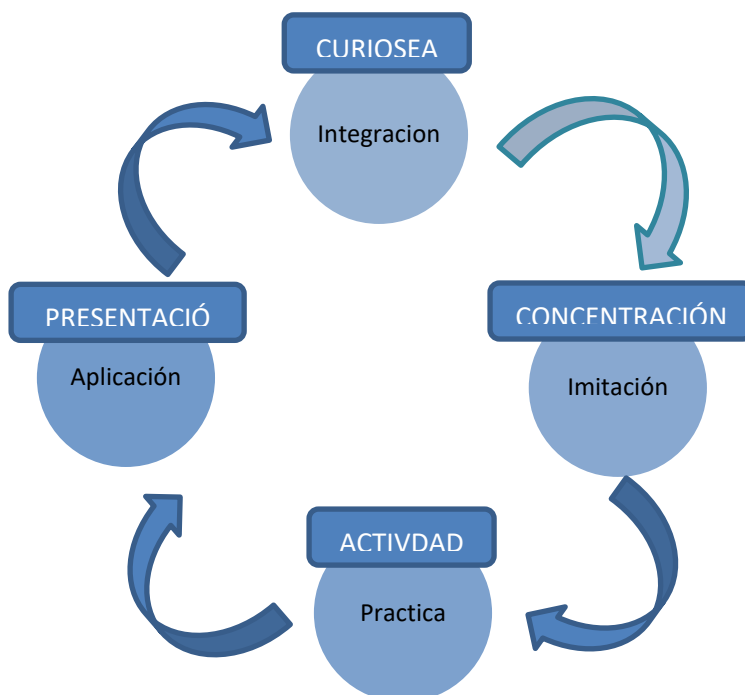 CURIOSEA
Integracion
CONCENTRACIÓN
Imitación
ACTIVDAD
Practica
PRESENTACIÓ
Aplicación